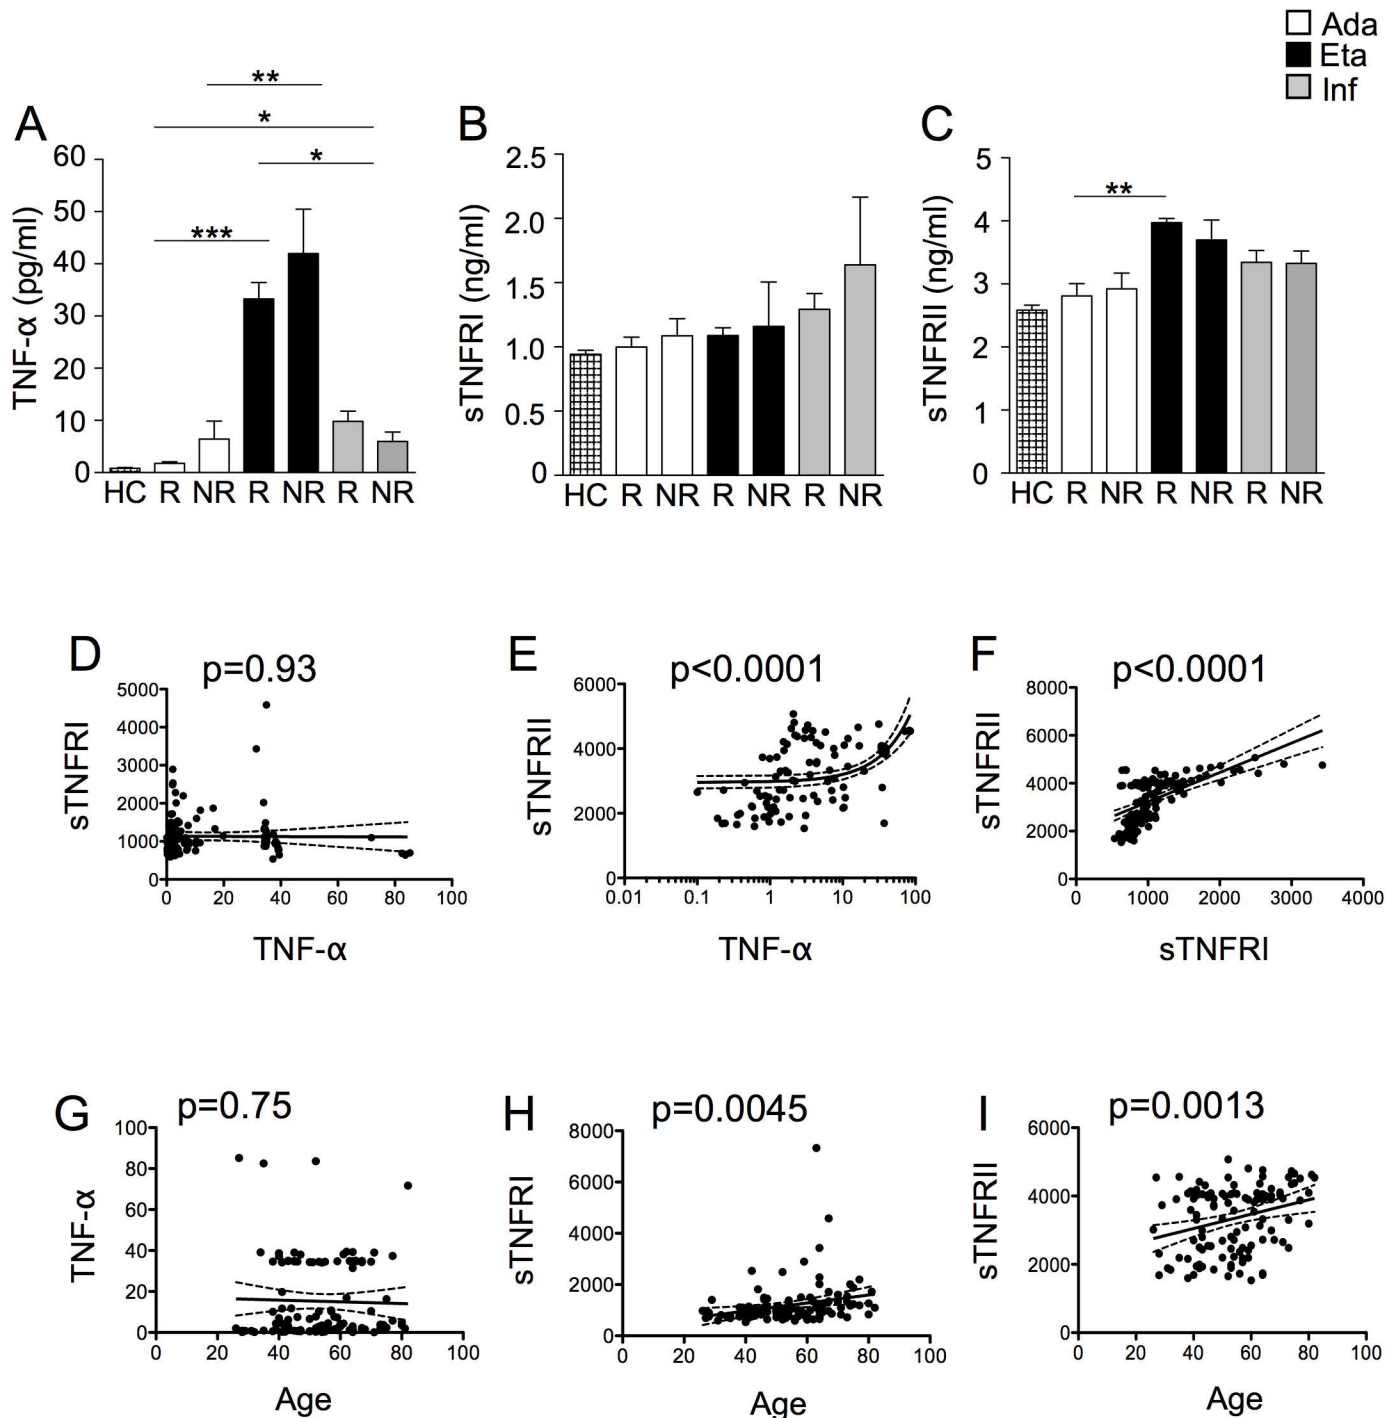 Ada
Eta
Inf
A
**
*
*
***
TNF-α (pg/ml)
60
50
40
30
20
10
0
HC R NR R NR R NR
B
sTNFRI (ng/ml)
2.5
2.0
1.5
1.0
0.5
0
HC R NR R NR R NR
C
**
sTNFRII (ng/ml)
5
4
3
2
1
0
HC R NR R NR R NR
D
p=0.93
sTNFRI
5000
4000
3000
2000
1000
0
0 20 40 60 80 100
TNF-α
E
p<0.0001
sTNFRII
6000
4000
2000
0
0.01 0.1 1 10 100
TNF-α
F
p<0.0001
sTNFRII
8000
6000
4000
2000
0
0 1000 2000 3000 4000
sTNFRI
G
p=0.75
TNF-α
100
80
60
40
20
0
0 20 40 60 80 100
Age
H
p=0.0045
sTNFRI
8000
6000
4000
2000
0
0 20 40 60 80 100
Age
I
p=0.0013
sTNFRII
6000
4000
2000
0
0 20 40 60 80 100
Age